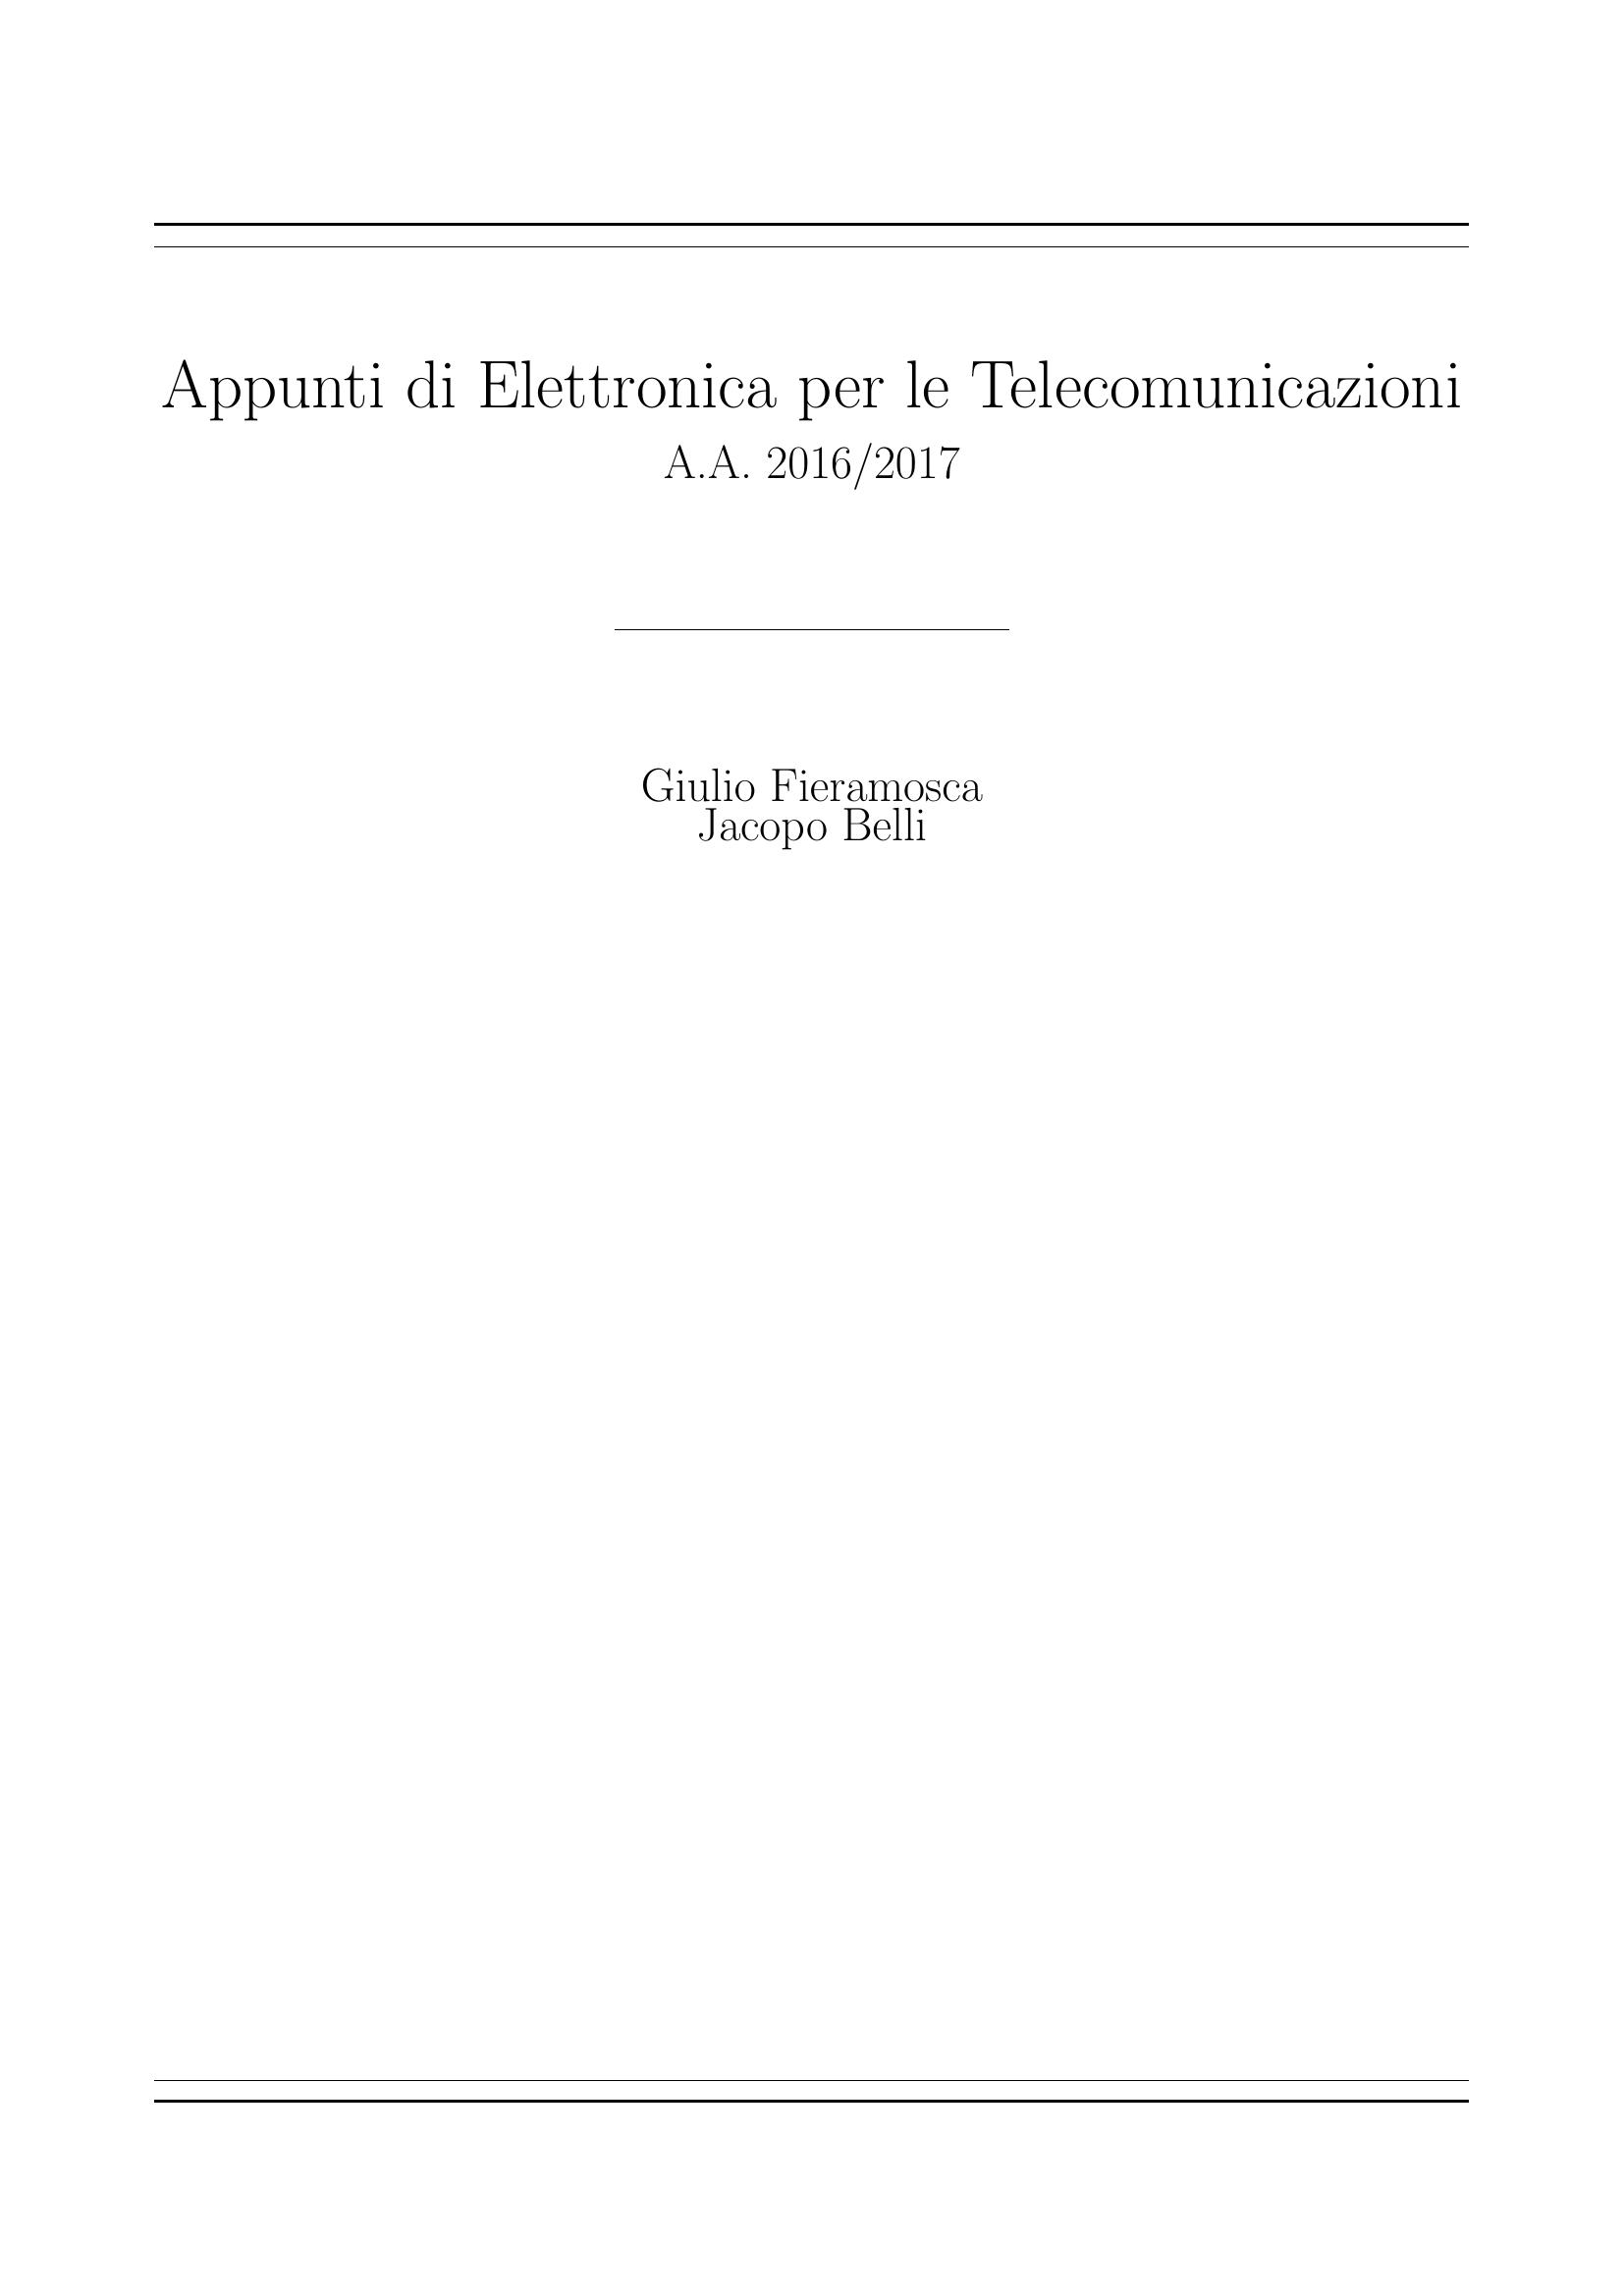 Appunti di Elettronica per le Telecomunicazioni
A.A. 2016/2017
Giulio Fieramosca
Jacopo Belli